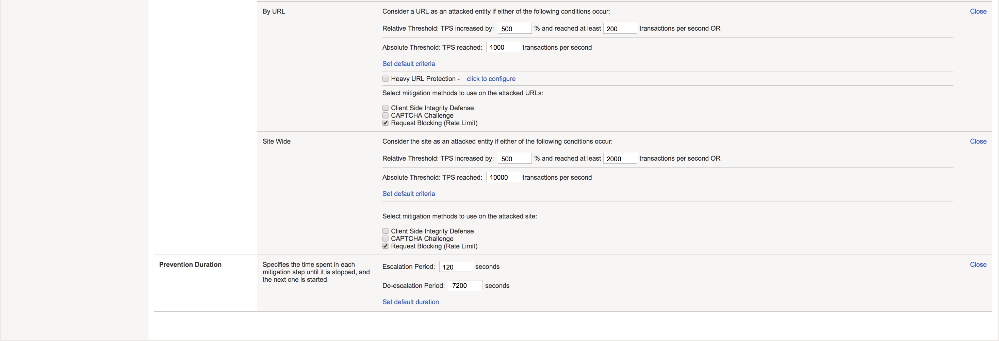 By URL
Consider a URL as an attacked entity if either of the following conditions occur:
Close
Relative Threshold: TPS increased by: 500 % and reached at least 200 transactions per second OR
Absolute Threshold: TPS reached: 1000 transactions per second
Set default criteria
Heavy URL Protection - click to configure
Select mitigation methods to use on the attacked URLs:
Client Side Integrity Defense
CAPTCHA Challenge
Request Blocking (Rate Limit)
Site Wide
Consider the site as an attacked entity if either of the following conditions occur:
Close
Relative Threshold: TPS increased by: 500 % and reached at least 2000 transactions per second OR
Absolute Threshold: TPS reached: 10000 transactions per second
Set default criteria
Select mitigation methods to use on the attacked site:
Client Side Integrity Defense
CAPTCHA Challenge
Request Blocking (Rate Limit)
Prevention Duration
Specifies the time spent in each
mitigation step until it is stopped, and
the next one is started.
Escalation Period: 120 seconds
Close
De-escalation Period: 7200 seconds
Set default duration